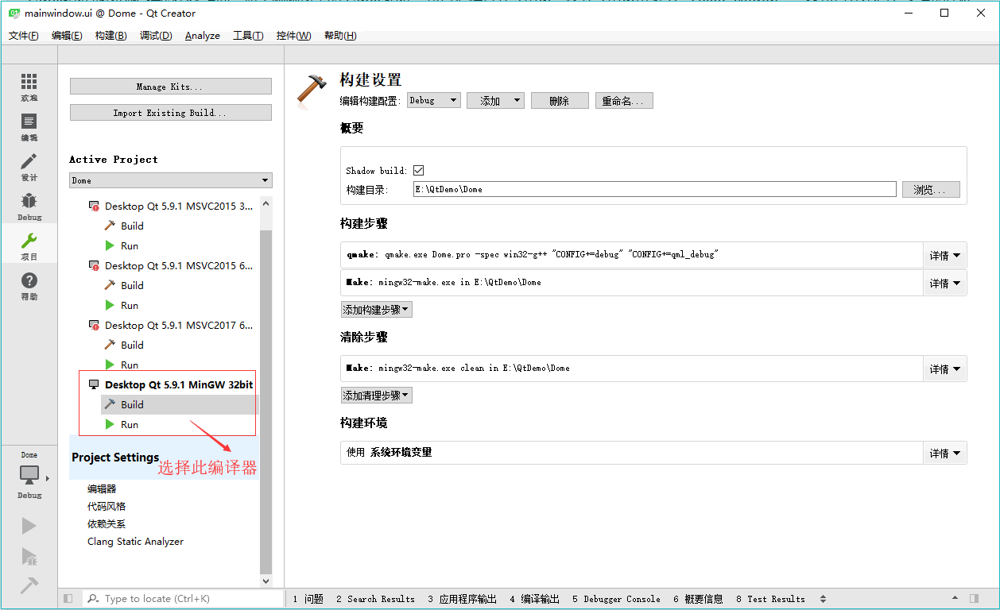 mainwindow.ui @ Dome - Qt Creator
文件(F) 编辑(E) 构建(B) 调试(D) Analyze 工具(T) 控件(W) 帮助(H)
欢迎
编辑
设计
Debug
项目
帮助
Dome
Debug
Manage Kits...
Import Existing Build...
Active Project
Dome
Desktop Qt 5.9.1 MSVC2015 3...
Build
Run
Desktop Qt 5.9.1 MSVC2015 6...
Build
Run
Desktop Qt 5.9.1 MSVC2017 6...
Build
Run
Desktop Qt 5.9.1 MinGW 32bit
Build
Run
Project Settings
选择此编译器
编辑器
代码风格
依赖关系
Clang Static Analyzer
构建设置
编辑构建配置: Debug 添加 删除 重命名...
概要
Shadow build:
构建目录: E:\QtDemo\Dome 浏览...
构建步骤
qmake: qmake.exe Dome.pro -spec win32-g++ "CONFIG+=debug" "CONFIG+=qml_debug" 详情
Make: mingw32-make.exe in E:\QtDemo\Dome 详情
添加构建步骤
清除步骤
Make: mingw32-make.exe clean in E:\QtDemo\Dome 详情
添加清理步骤
构建环境
使用 系统环境变量 详情
Type to locate (Ctrl+K) 1 问题 2 Search Results 3 应用程序输出 4 编译输出 5 Debugger Console 6 概要信息 8 Test Results